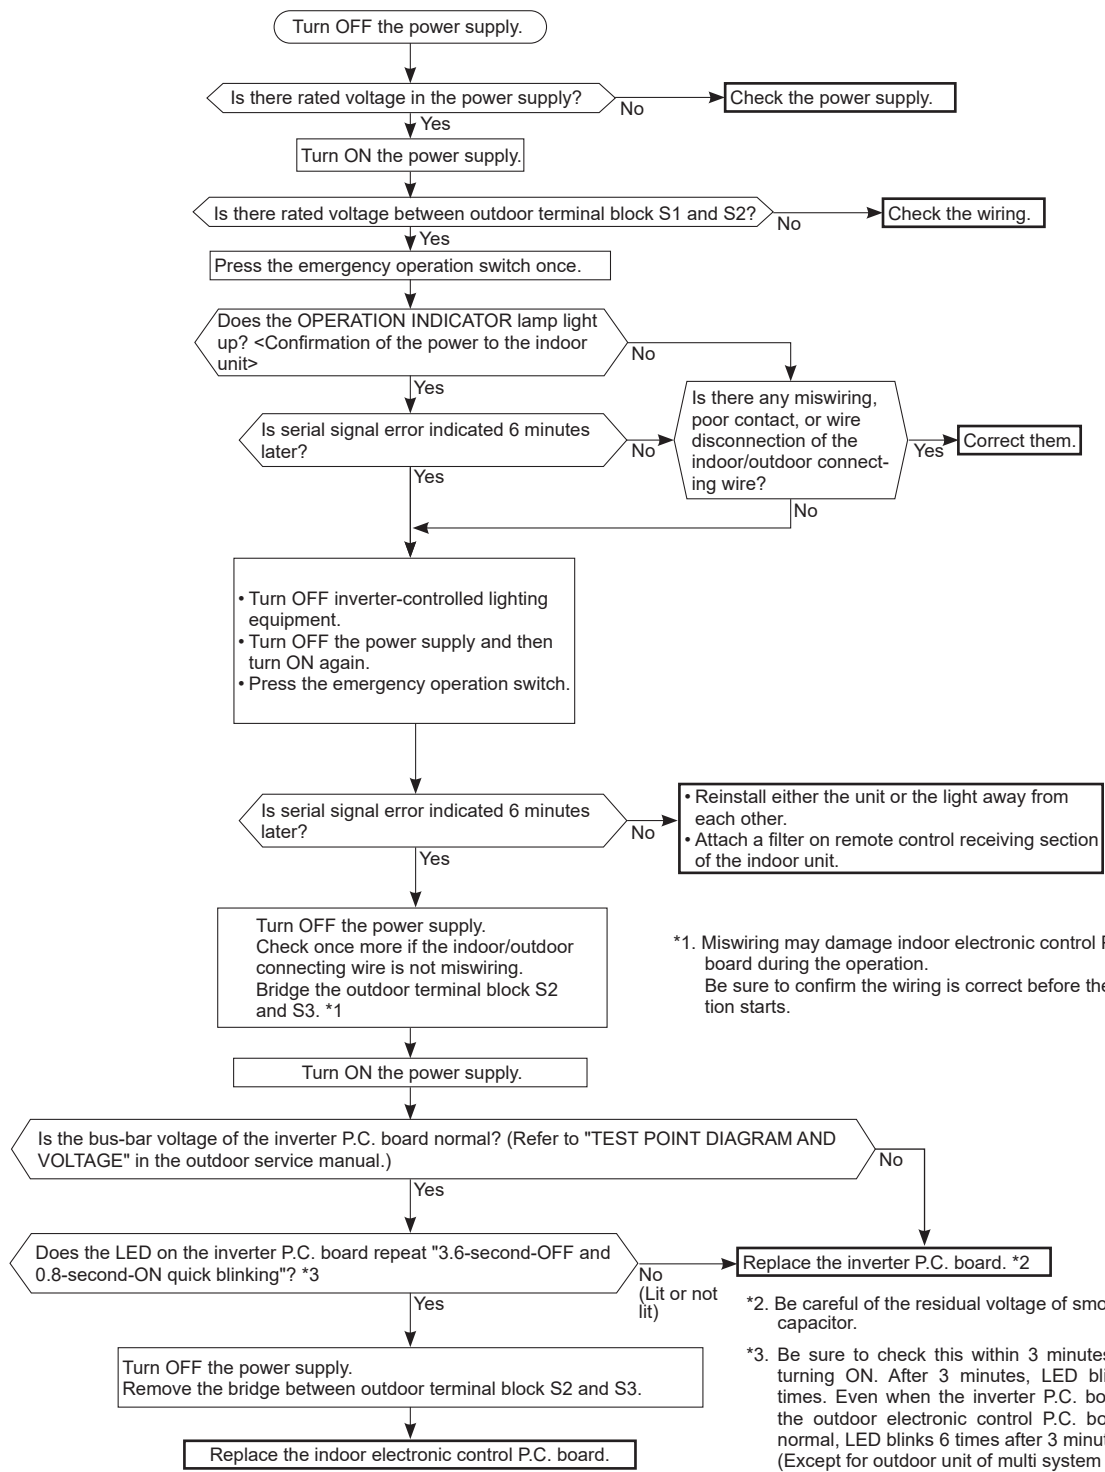 Turn OFF the power supply.
Is there rated voltage in the power supply?
No
Check the power supply.
Yes
Turn ON the power supply.
Is there rated voltage between outdoor terminal block S1 and S2?
No
Check the wiring.
Yes
Press the emergency operation switch once.
Does the OPERATION INDICATOR lamp light
up? <Confirmation of the power to the indoor
unit>
No
Yes
Is there any miswiring,
poor contact, or wire
disconnection of the
indoor/outdoor connect-
ing wire?
Yes
Correct them.
Is serial signal error indicated 6 minutes
later?
No
Yes
No
• Turn OFF inverter-controlled lighting
equipment.
• Turn OFF the power supply and then
turn ON again.
• Press the emergency operation switch.
Is serial signal error indicated 6 minutes
later?
No
• Reinstall either the unit or the light away from
each other.
• Attach a filter on remote control receiving section
of the indoor unit.
Yes
Turn OFF the power supply.
Check once more if the indoor/outdoor
connecting wire is not miswiring.
Bridge the outdoor terminal block S2
and S3. *1
*1. Miswiring may damage indoor electronic control
board during the operation.
Be sure to confirm the wiring is correct before the
tion starts.
Turn ON the power supply.
Is the bus-bar voltage of the inverter P.C. board normal? (Refer to "TEST POINT DIAGRAM AND
VOLTAGE" in the outdoor service manual.)
No
Yes
Does the LED on the inverter P.C. board repeat "3.6-second-OFF and
0.8-second-ON quick blinking"? *3
No
(Lit or not
lit)
Replace the inverter P.C. board. *2
Yes
*2. Be careful of the residual voltage of
capacitor.
*3. Be sure to check this within 3 minutes
turning ON. After 3 minutes, LED
times. Even when the inverter P.C.
the outdoor electronic control P.C.
normal, LED blinks 6 times after 3
(Except for outdoor unit of multi system
Turn OFF the power supply.
Remove the bridge between outdoor terminal block S2 and S3.
Replace the indoor electronic control P.C. board.